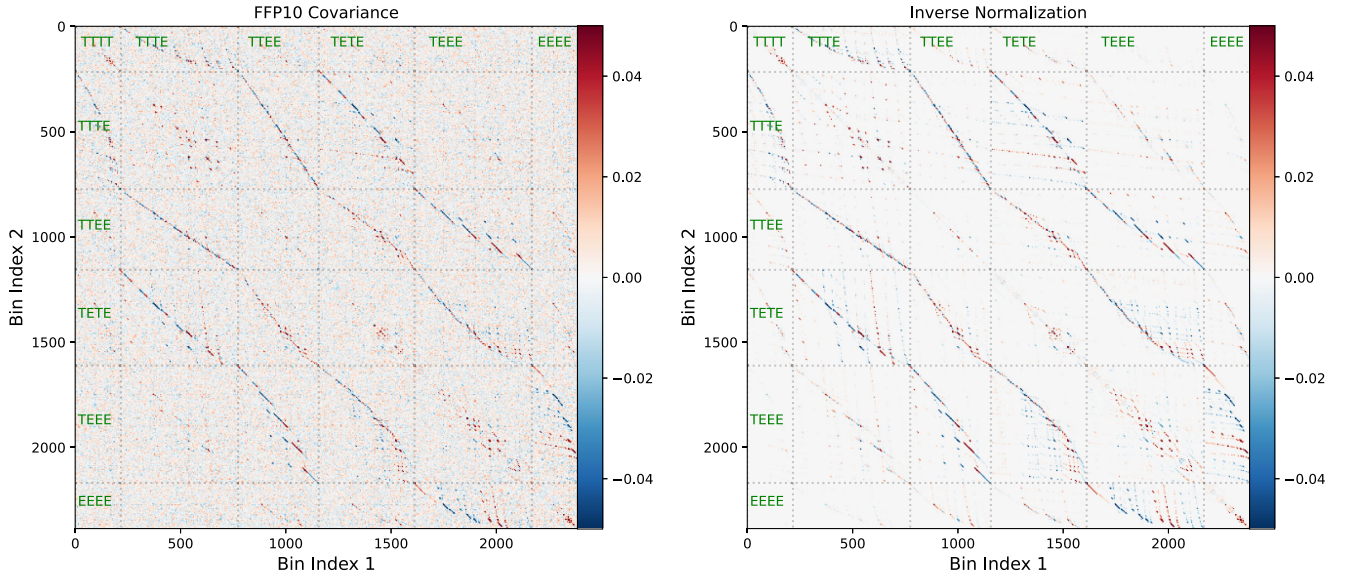 FFP10 Covariance
0
500
1000
1500
2000
Bin Index 2
TTTT TTTE TTEE TETE TEEE EEEE
TTTE
TTEE
TETE
TEEE
EEEE
0 500 1000 1500 2000
Bin Index 1
0.04
0.02
0.00
−0.02
−0.04
Inverse Normalization
0
500
1000
1500
2000
Bin Index 2
TTTT TTTE TTEE TETE TEEE EEEE
TTTE
TTEE
TETE
TEEE
EEEE
0 500 1000 1500 2000
Bin Index 1
0.04
0.02
0.00
−0.02
−0.04